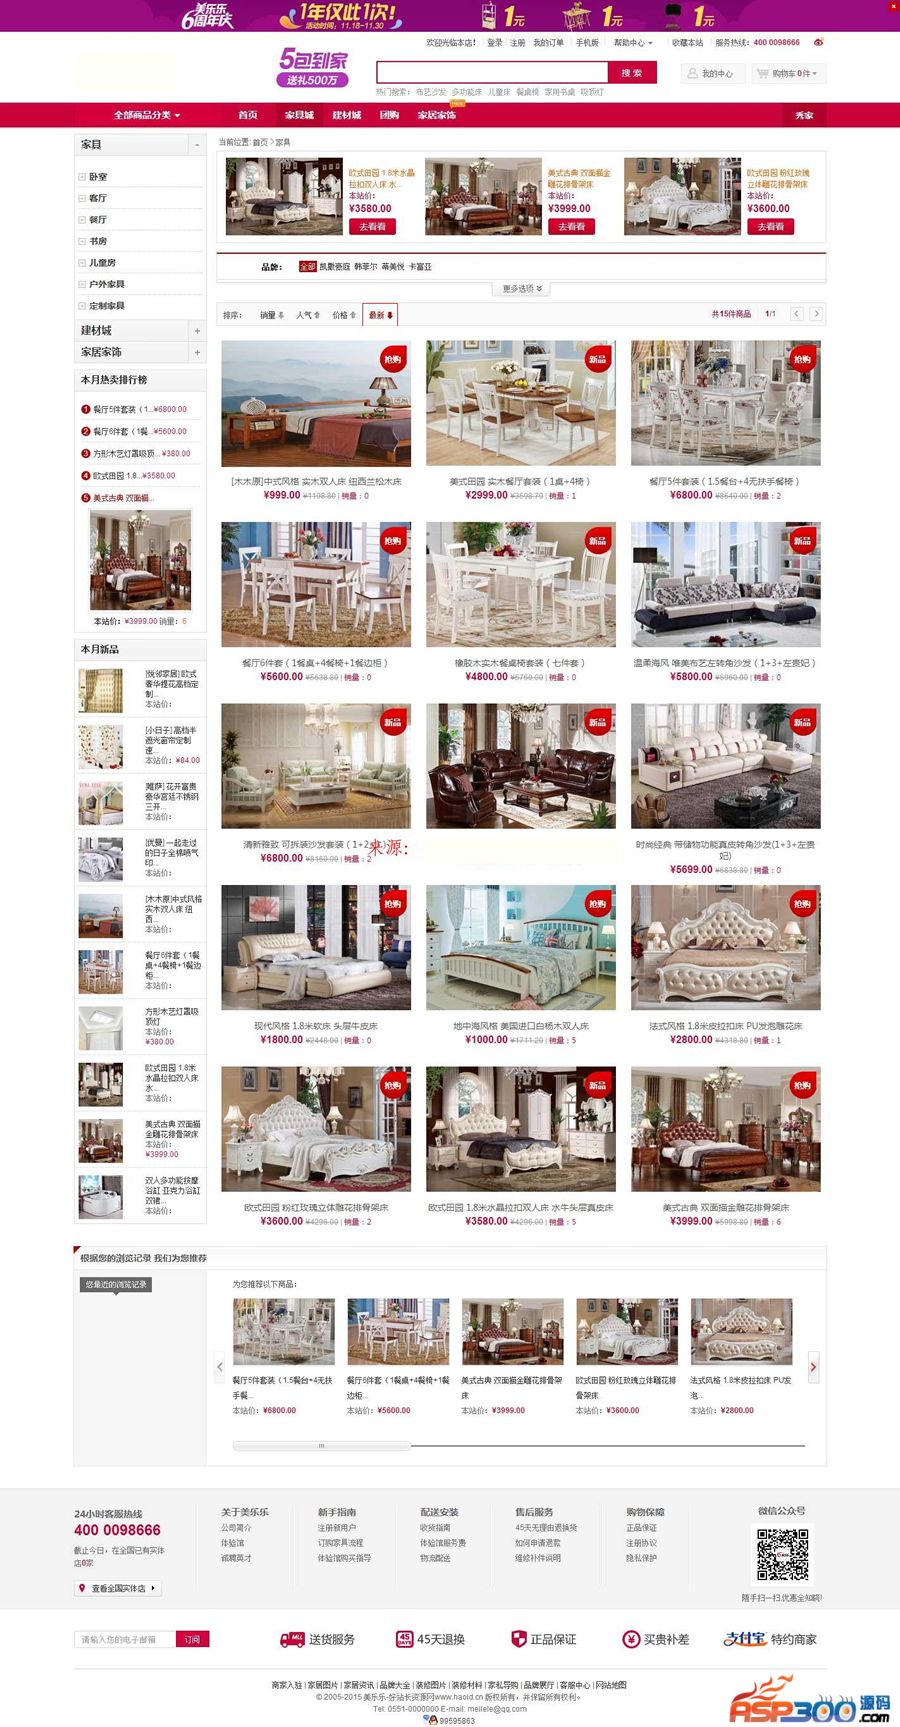 美乐乐
6周年庆
1年仅此1次!
活动时间：11.18-11.30
1元
1元
1元
欢迎光临本店! 登录 注册 我的订单 手机版 帮助中心 收藏本站 服务热线：400 0098666
5包到家
送礼500万
搜 索
我的中心
购物车0件
热门搜索：布艺沙发 多功能床 儿童床 餐桌椅 家用书桌 吸顶灯
全部商品分类 首页 家具城 建材城 团购 家居家饰 秀家
家具
卧室
客厅
餐厅
书房
儿童房
户外家具
定制家具
建材城
家居家饰
当前位置: 首页 > 家具
欧式田园 1.8米水晶拉扣双人床 水...
本站价:
¥3580.00
去看看
美式古典 双面描金雕花排骨架床
本站价:
¥3999.00
去看看
欧式田园 粉红玫瑰立体雕花排骨架床
本站价:
¥3600.00
去看看
品牌： 全部 凯撒豪庭 韩菲尔 蒂美悦 卡富亚
更多选项
排序： 销量 人气 价格 最新
共15件商品 1/1
本月热卖排行榜
1 餐厅5件套装（1...¥6800.00
2 餐厅6件套（1餐...¥5600.00
3 方形木艺灯罩吸顶...¥380.00
4 欧式田园 1.8...¥3580.00
5 美式古典 双面描...
本站价：¥3999.00 销量：6
抢购
[木木原]中式风格 实木双人床 纽西兰松木床
¥999.00 ¥1198.80 | 销量：0
新品
美式田园 实木餐厅套装（1桌+4椅）
¥2999.00 ¥3598.79 | 销量：1
抢购
餐厅5件套装（1.5餐台+4无扶手餐椅）
¥6800.00 ¥8640.00 | 销量：2
抢购
餐厅6件套（1餐桌+4餐椅+1餐边柜）
¥5600.00 ¥5638.80 | 销量：0
新品
橡胶木实木餐桌椅套装（七件套）
¥4800.00 ¥5760.00 | 销量：0
新品
温柔海风 唯美布艺左转角沙发（1+3+左贵妃）
¥5800.00 ¥6960.00 | 销量：0
新品
清新雅致 可拆装沙发套装（1+2
¥6800.00 ¥8160.00 | 销量：2
新品
来源：
新品
时尚经典 带储物功能真皮转角沙发(1+3+左贵妃)
¥5699.00 ¥6838.80 | 销量：0
抢购
现代风格 1.8米软床 头层牛皮床
¥1800.00 ¥2448.00 | 销量：0
抢购
地中海风格 美国进口白杨木双人床
¥1000.00 ¥1711.20 | 销量：5
抢购
法式风格 1.8米皮拉扣床 PU发泡雕花床
¥2800.00 ¥4318.80 | 销量：1
抢购
欧式田园 粉红玫瑰立体雕花排骨架床
¥3600.00 ¥4296.00 | 销量：2
新品
欧式田园 1.8米水晶拉扣双人床 水牛头层真皮床
¥3580.00 ¥4296.00 | 销量：5
抢购
美式古典 双面描金雕花排骨架床
¥3999.00 ¥5998.80 | 销量：6
本月新品
[悦邻家居]欧式奢华提花高档定制...
本站价：
[小日子]高档半遮光窗帘定制 速...
本站价：¥84.00
[唯萨] 花开富贵 豪华宫廷不锈钢三开...
本站价：
[优曼] 一起走过的日子全棉喷气印...
本站价：
[木木原]中式风格 实木双人床 纽西...
本站价：
餐厅6件套（1餐桌+4餐椅+1餐边柜...
本站价：
方形木艺灯罩吸顶灯
本站价：
¥380.00
欧式田园 1.8米水晶拉扣双人床 水...
本站价：
美式古典 双面描金雕花排骨架床
本站价：
¥3999.00
双人多功能按摩浴缸 亚克力浴缸 双裙...
本站价：
根据您的浏览记录 我们为您推荐
您最近的浏览记录
为您推荐以下商品：
餐厅5件套装（1.5餐台+4无扶手餐...
本站价：¥6800.00
餐厅6件套（1餐桌+4餐椅+1餐边柜...
本站价：¥5600.00
美式古典 双面描金雕花排骨架床
本站价：¥3999.00
欧式田园 粉红玫瑰立体雕花排骨架床
本站价：¥3600.00
法式风格 1.8米皮拉扣床 PU发泡...
本站价：¥2800.00
24小时客服热线
400 0098666
截止今日，在全国已有实体店0家
查看全国实体店
关于美乐乐
公司简介
体验馆
诚聘英才
新手指南
注册新用户
订购家具流程
体验馆购买指导
配送安装
收货指南
体验馆服务费
物流配送
售后服务
45天无理由退换货
如何申请退款
维修补件说明
购物保障
正品保证
注册协议
隐私保护
微信公众号
随手扫一扫,优惠全知晓!
请输入您的电子邮箱 订阅
MLL 送货服务
45 DAYS 45天退换
正品保证
买贵补差
支付宝 特约商家
商家入驻 | 家居图片 | 家居资讯 | 品牌大全 | 装修图片 | 装修材料 | 家私导购 | 品牌展厅 | 客服中心 | 网站地图
© 2005-2015 美乐乐-好站长资源网www.haoid.cn 版权所有，并保留所有权利。
Tel: 0551-0000000 E-mail: meilele@qq.com
99595863
ASP300源码
.com